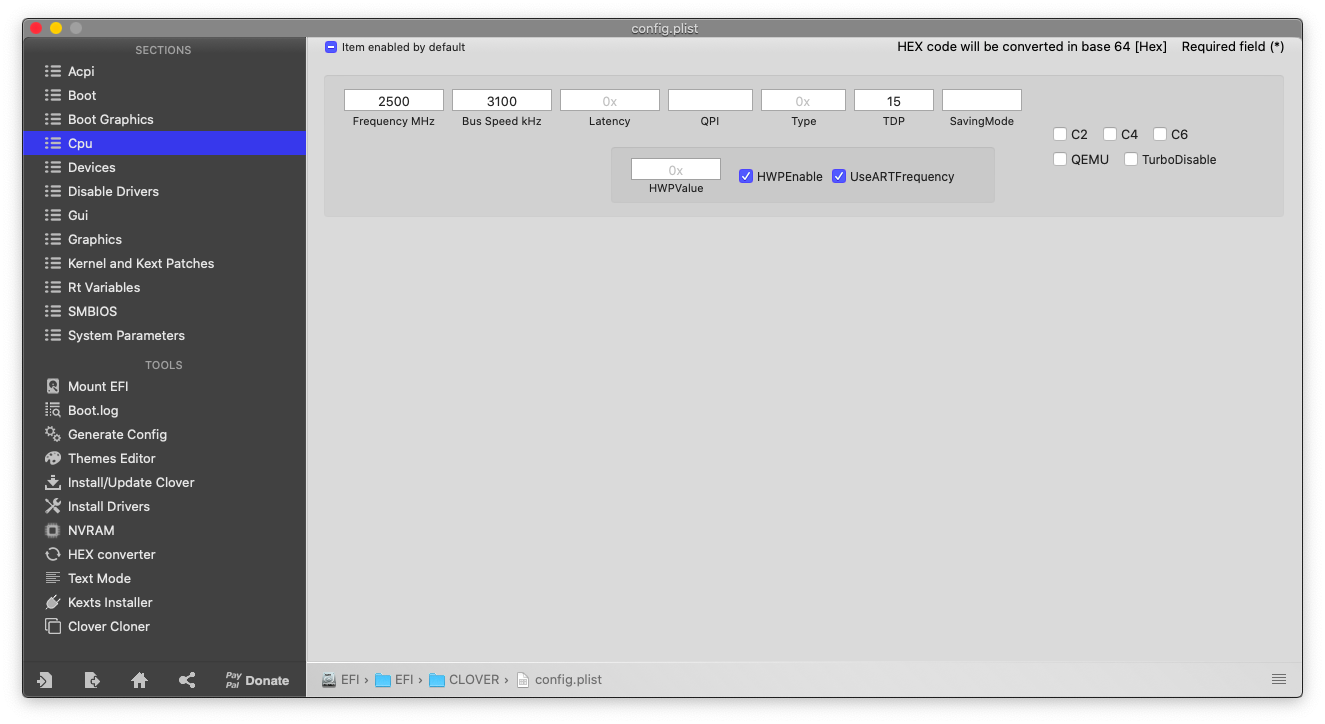 config.plist
SECTIONS
Acpi
Boot
Boot Graphics
Cpu
Devices
Disable Drivers
Gui
Graphics
Kernel and Kext Patches
Rt Variables
SMBIOS
System Parameters
TOOLS
Mount EFI
Boot.log
Generate Config
Themes Editor
Install/Update Clover
Install Drivers
NVRAM
HEX converter
Text Mode
Kexts Installer
Clover Cloner
Pay
Pal
Donate
Item enabled by default
HEX code will be converted in base 64 [Hex] Required field (*)
2500 3100 0x 0x 15
Frequency MHz Bus Speed kHz Latency QPI Type TDP SavingMode
C2 C4 C6
QEMU TurboDisable
0x
HWPValue
HWPEnable UseARTFrequency
EFI › EFI › CLOVER › config.plist